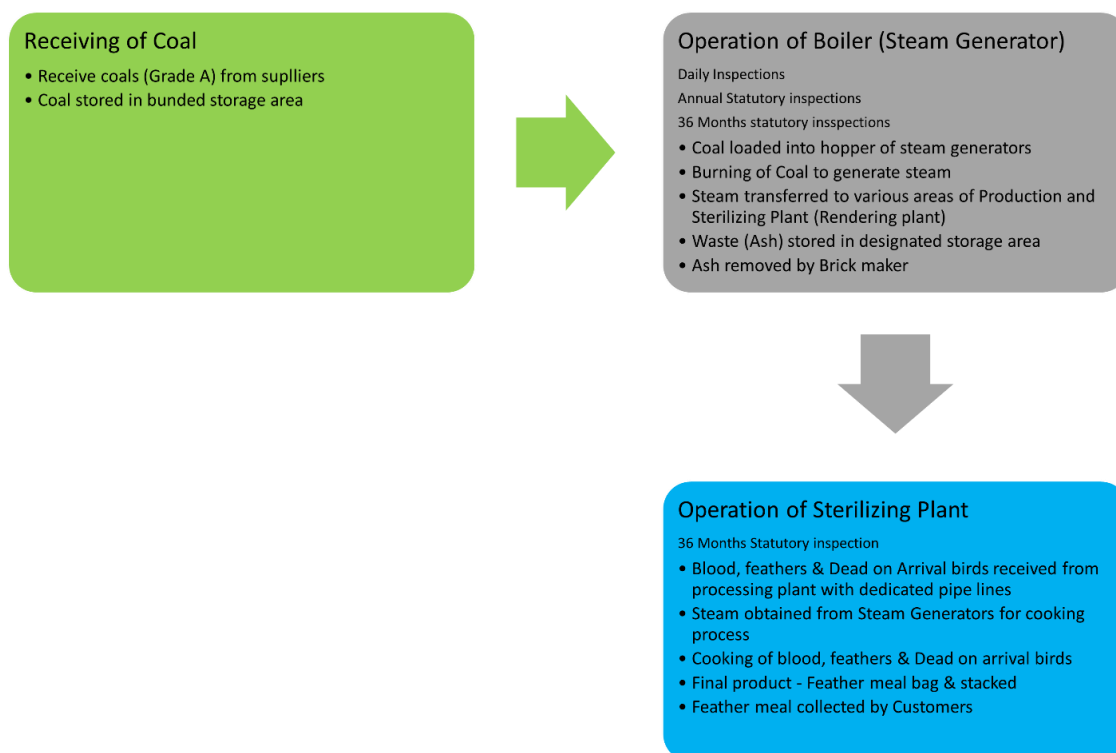 Receiving of Coal
• Receive coals (Grade A) from suplliers
• Coal stored in bunded storage area
Operation of Boiler (Steam Generator)
Daily Inspections
Annual Statutory inspections
36 Months statutory insspections
• Coal loaded into hopper of steam generators
• Burning of Coal to generate steam
• Steam transferred to various areas of Production and
Sterilizing Plant (Rendering plant)
• Waste (Ash) stored in designated storage area
• Ash removed by Brick maker
Operation of Sterilizing Plant
36 Months Statutory inspection
• Blood, feathers & Dead on Arrival birds received from
processing plant with dedicated pipe lines
• Steam obtained from Steam Generators for cooking
process
• Cooking of blood, feathers & Dead on arrival birds
• Final product - Feather meal bag & stacked
• Feather meal collected by Customers